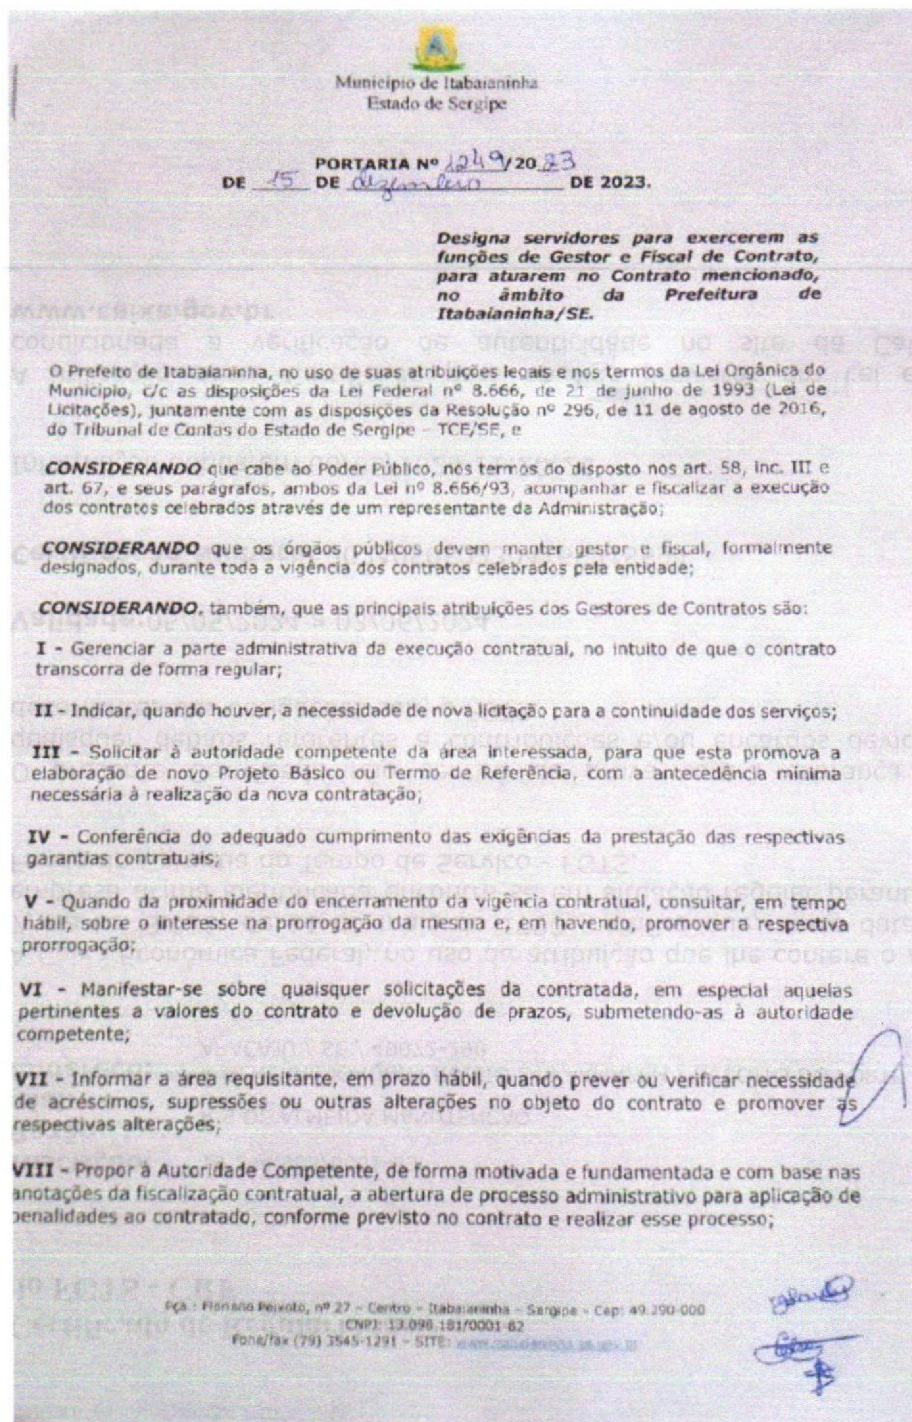 Município de Itabaianinha
Estado de Sergipe
PORTARIA Nº 1249/2023
DE 15 DE dezembro DE 2023.
Designa servidores para exercerem as
funções de Gestor e Fiscal de Contrato,
para atuarem no Contrato mencionado,
no âmbito da Prefeitura de
Itabaianinha/SE.
O Prefeito de Itabaianinha, no uso de suas atribuições legais e nos termos da Lei Orgânica do
Município, c/c as disposições da Lei Federal nº 8.666, de 21 de junho de 1993 (Lei de
Licitações), juntamente com as disposições da Resolução nº 296, de 11 de agosto de 2016,
do Tribunal de Contas do Estado de Sergipe – TCE/SE, e
CONSIDERANDO que cabe ao Poder Público, nos termos do disposto nos art. 58, inc. III e
art. 67, e seus parágrafos, ambos da Lei nº 8.656/93, acompanhar e fiscalizar a execução
dos contratos celebrados através de um representante da Administração;
CONSIDERANDO que os órgãos públicos devem manter gestor e fiscal, formalmente
designados, durante toda a vigência dos contratos celebrados pela entidade;
CONSIDERANDO, também, que as principais atribuições dos Gestores de Contratos são:
I - Gerenciar a parte administrativa da execução contratual, no intuito de que o contrato
transcorra de forma regular;
II - Indicar, quando houver, a necessidade de nova licitação para a continuidade dos serviços;
III - Solicitar à autoridade competente da área interessada, para que esta promova a
elaboração de novo Projeto Básico ou Termo de Referência, com a antecedência mínima
necessária à realização da nova contratação;
IV - Conferência do adequado cumprimento das exigências da prestação das respectivas
garantias contratuais;
V - Quando da proximidade do encerramento da vigência contratual, consultar, em tempo
hábil, sobre o interesse na prorrogação da mesma e, em havendo, promover a respectiva
prorrogação;
VI - Manifestar-se sobre quaisquer solicitações da contratada, em especial aquelas
pertinentes a valores do contrato e devolução de prazos, submetendo-as à autoridade
competente;
VII - Informar a área requisitante, em prazo hábil, quando prever ou verificar necessidade
de acréscimos, supressões ou outras alterações no objeto do contrato e promover as
respectivas alterações;
VIII - Propor à Autoridade Competente, de forma motivada e fundamentada e com base nas
anotações da fiscalização contratual, a abertura de processo administrativo para aplicação de
penalidades ao contratado, conforme previsto no contrato e realizar esse processo;
Pça.: Floriano Peixoto, nº 27 – Centro – Itabaianinha – Sergipe – Cep: 49.290-000
CNPJ: 13.098.181/0001-82
Fone/fax (79) 3545-1291 – SITE: